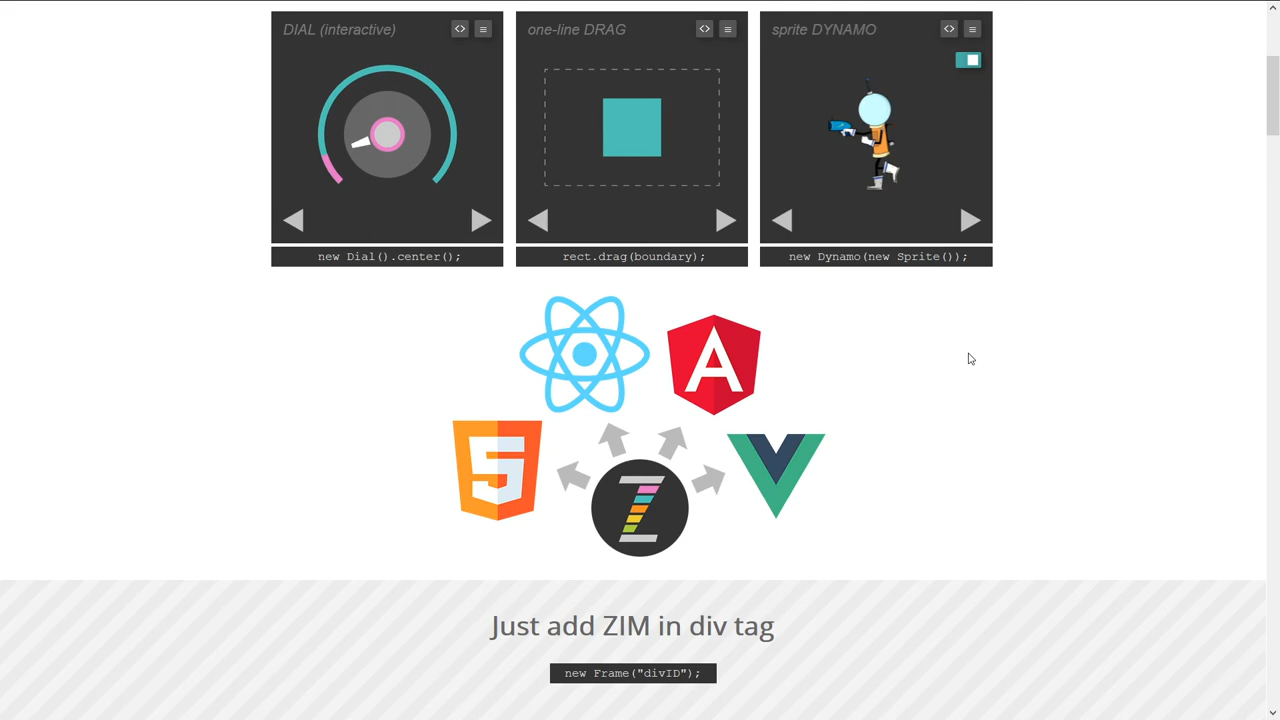 DIAL (interactive)
one-line DRAG
sprite DYNAMO
new Dial().center();
rect.drag(boundary);
new Dynamo(new Sprite());
Just add ZIM in div tag
new Frame("divID");